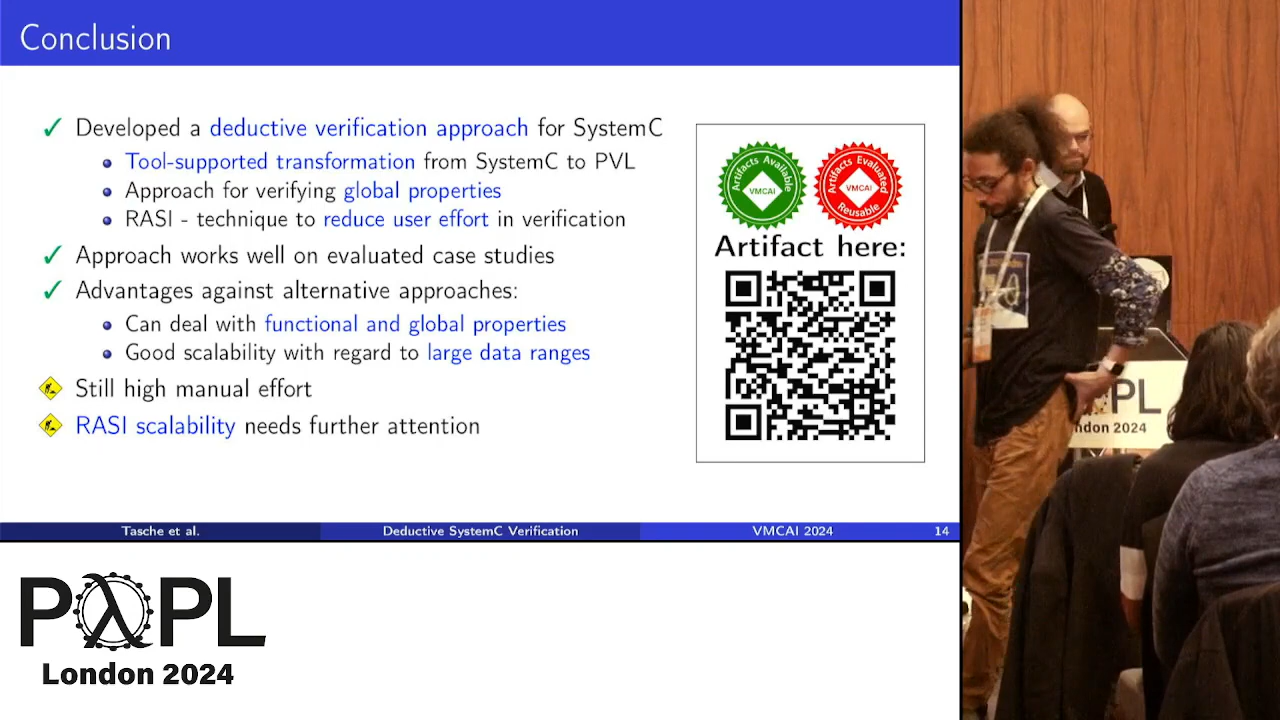 Conclusion
Developed a deductive verification approach for SystemC
Tool-supported transformation from SystemC to PVL
Approach for verifying global properties
RASI - technique to reduce user effort in verification
Approach works well on evaluated case studies
Advantages against alternative approaches:
Can deal with functional and global properties
Good scalability with regard to large data ranges
Still high manual effort
RASI scalability needs further attention
Artifacts Available
VMCAI
Artifacts Evaluated
VMCAI
Reusable
Artifact here:
Tasche et al.
Deductive SystemC Verification
VMCAI 2024
14
PλPL
London 2024
PL
ndon 2024